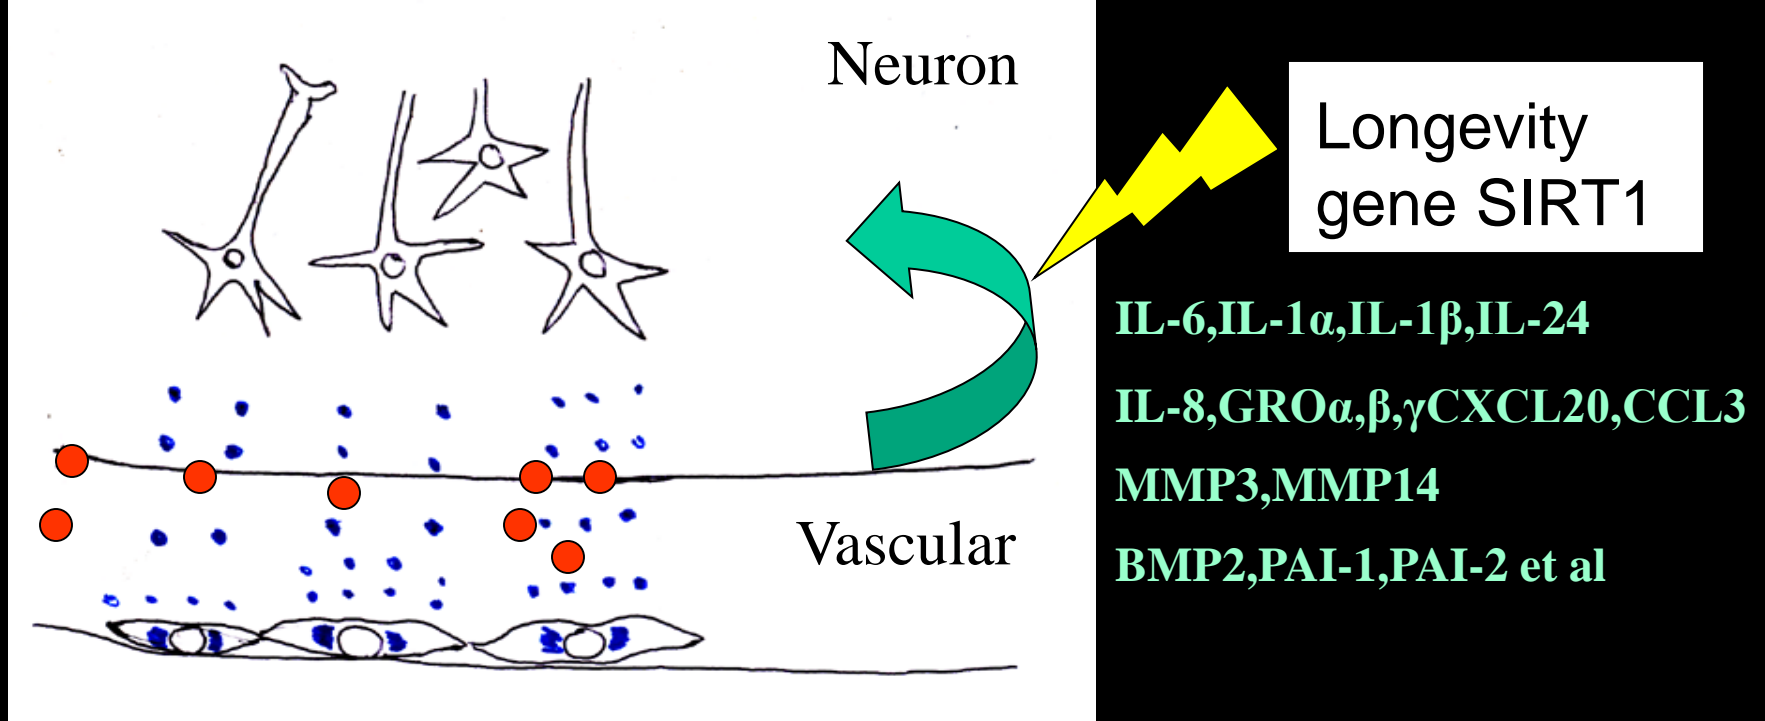 Neuron
Longevity
gene SIRT1
IL-6,IL-1α,IL-1β,IL-24
IL-8,GROα,β,γCXCL20,CCL3
MMP3,MMP14
Vascular
BMP2,PAI-1,PAI-2 et al